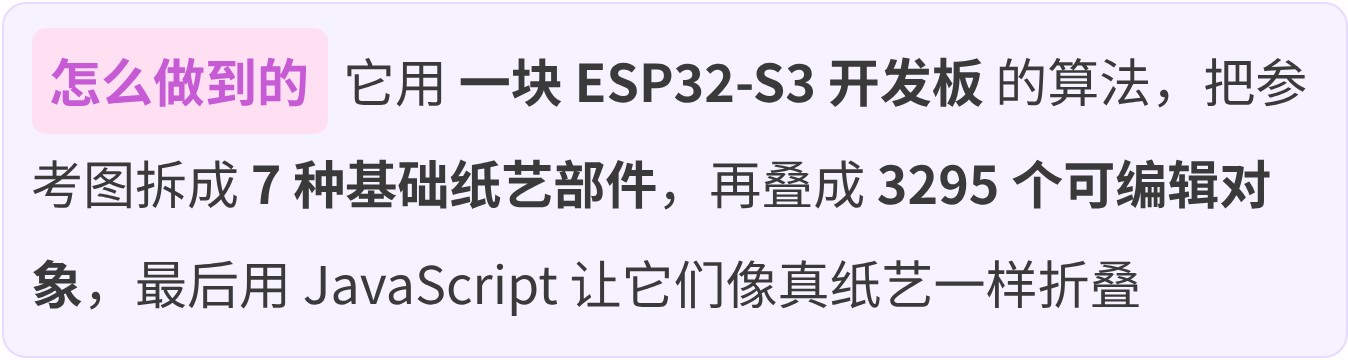 怎么做到的 它用 一块 ESP32-S3 开发板 的算法，把参
考图拆成 7 种基础纸艺部件，再叠成 3295 个可编辑对
象，最后用 JavaScript 让它们像真纸艺一样折叠